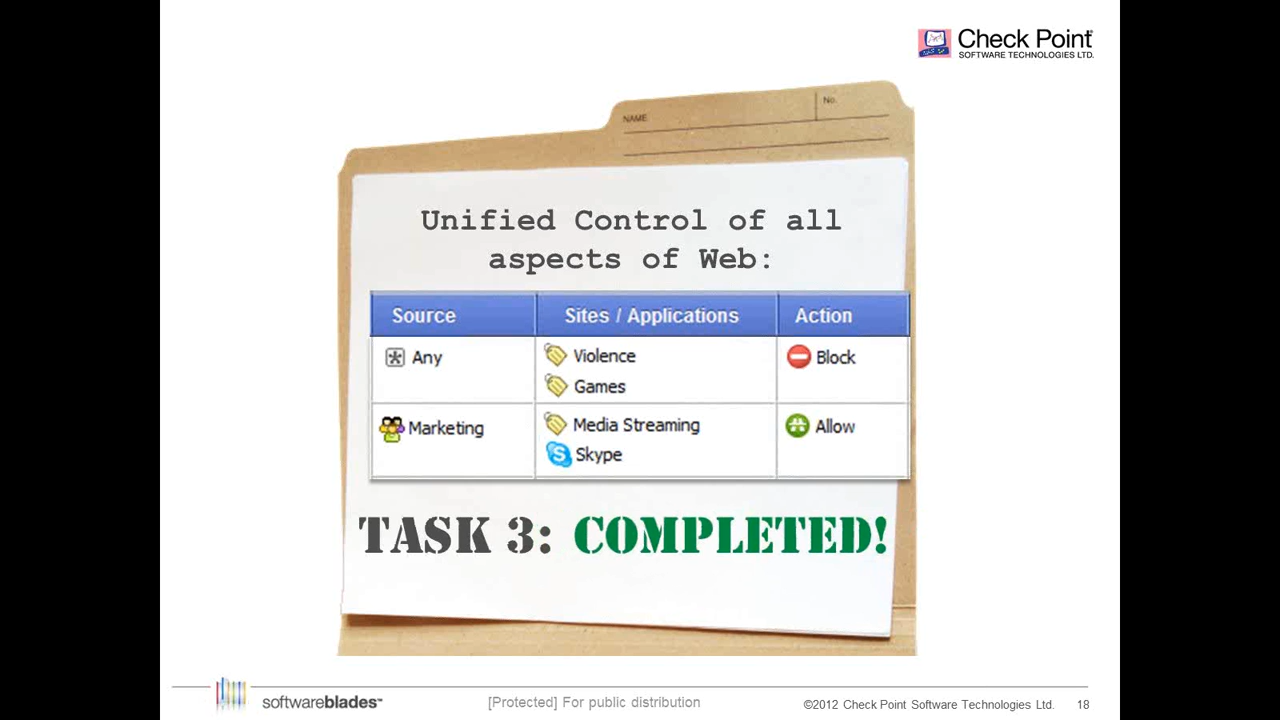 Check Point
SOFTWARE TECHNOLOGIES LTD.
NAME
No.
Unified Control of all
aspects of Web:
Source Sites / Applications Action
Any Violence Block
Games
Marketing Media Streaming Allow
Skype
TASK 3: COMPLETED!
softwareblades™ [Protected] For public distribution ©2012 Check Point Software Technologies Ltd. 18